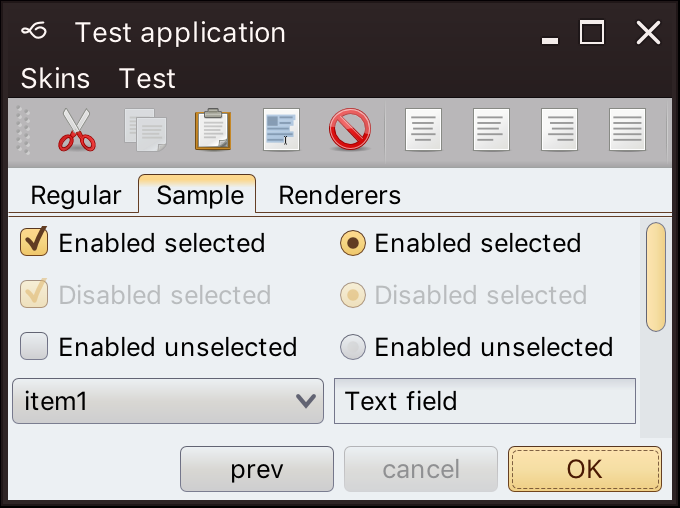 Test application
Skins Test
Regular Sample Renderers
Enabled selected Enabled selected
Disabled selected Disabled selected
Enabled unselected Enabled unselected
item1 Text field
prev cancel OK